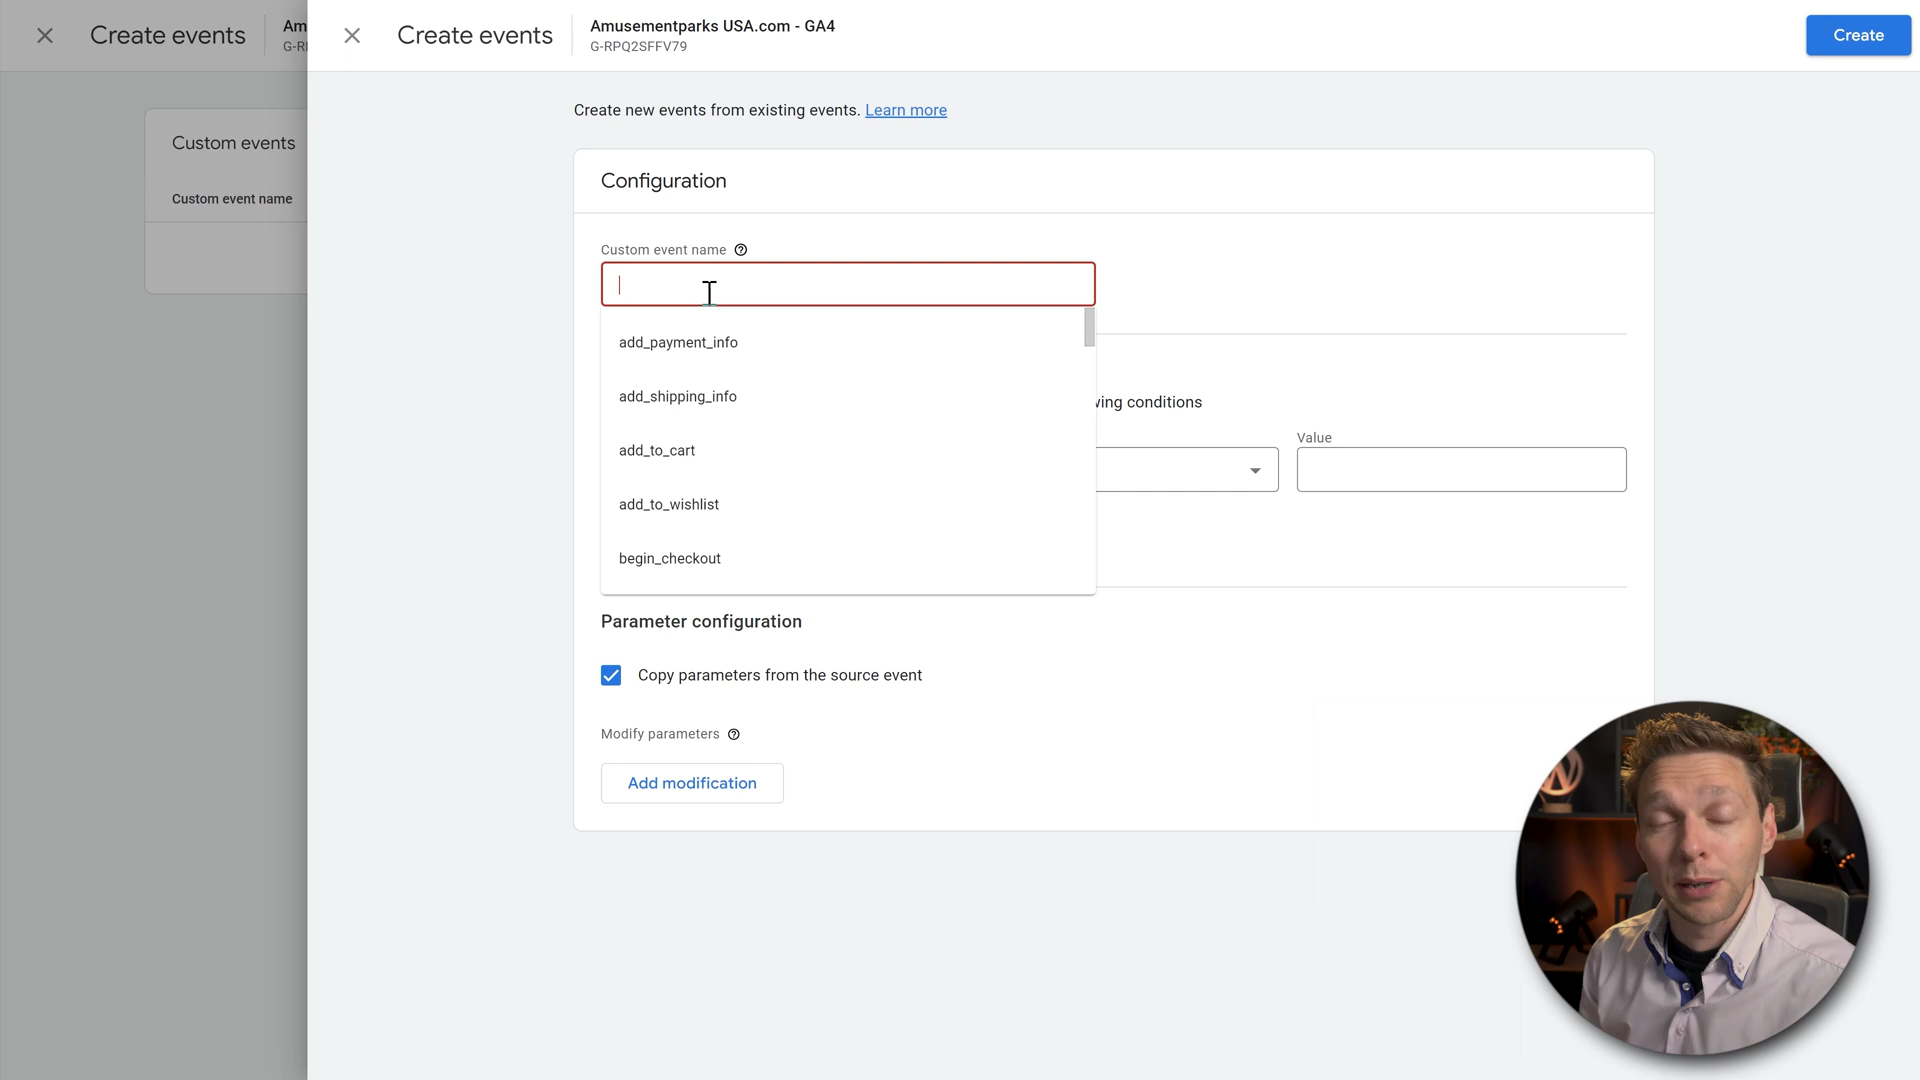 Create events
Am
G-RI
Custom events
Custom event name
Create events
Amusementparks USA.com - GA4
G-RPQ2SFFV79
Create
Create new events from existing events. Learn more
Configuration
Custom event name
add_payment_info
add_shipping_info
add_to_cart
add_to_wishlist
begin_checkout
ving conditions
Value
Parameter configuration
Copy parameters from the source event
Modify parameters
Add modification